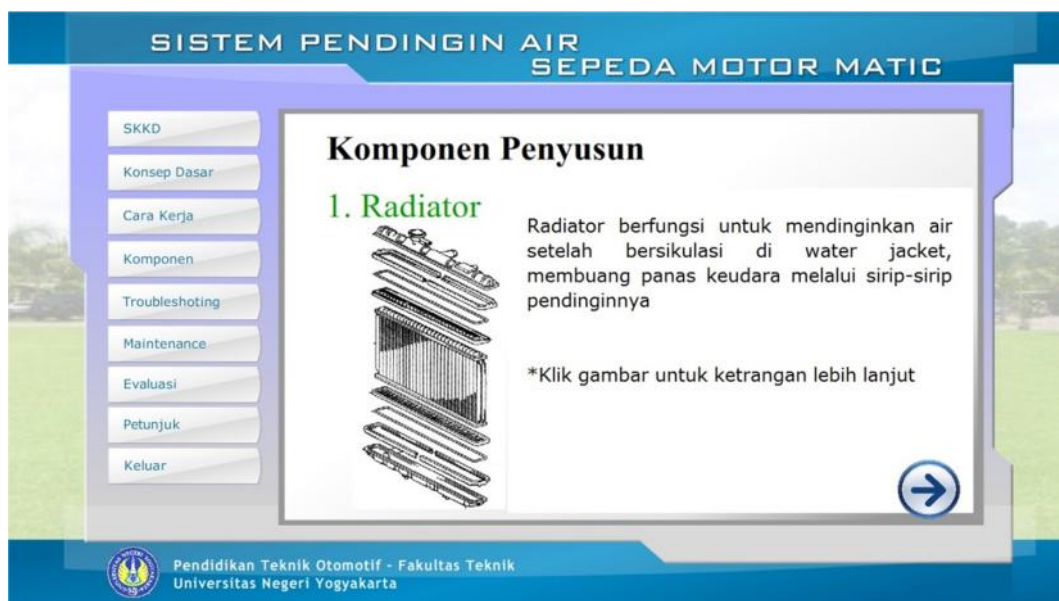 SISTEM PENDINGIN AIR
SEPEDA MOTOR MATIC
SKKD
Konsep Dasar
Cara Kerja
Komponen
Troubleshoting
Maintenance
Evaluasi
Petunjuk
Keluar
Komponen Penyusun
1. Radiator
Radiator berfungsi untuk mendinginkan air
setelah bersikulasi di water jacket,
membuang panas keudara melalui sirip-sirip
pendinginnya
*Klik gambar untuk ketrangan lebih lanjut
Pendidikan Teknik Otomotif - Fakultas Teknik
Universitas Negeri Yogyakarta